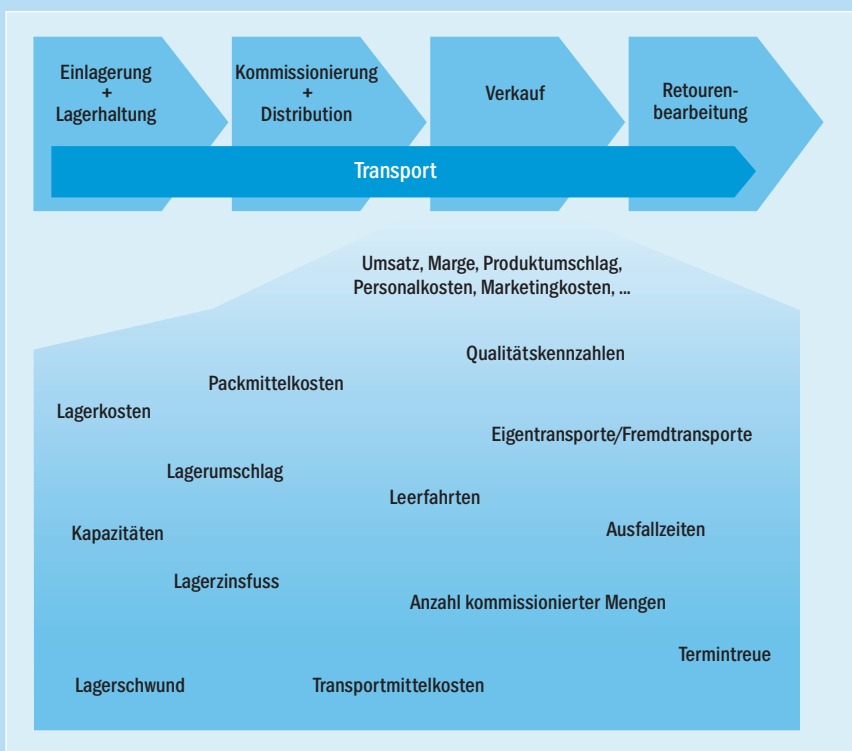 Einlagerung
+
Lagerhaltung
Kommissionierung
+
Distribution
Verkauf
Retouren-
bearbeitung
Transport
Umsatz, Marge, Produktumschlag,
Personalkosten, Marketingkosten, ...
Qualitätskennzahlen
Packmittelkosten
Lagerkosten
Eigentransporte/Fremdtransporte
Lagerumschlag
Leerfahrten
Kapazitäten
Ausfallzeiten
Lagerzinsfuss
Anzahl kommissionierter Mengen
Termintreue
Lagerschwund
Transportmittelkosten